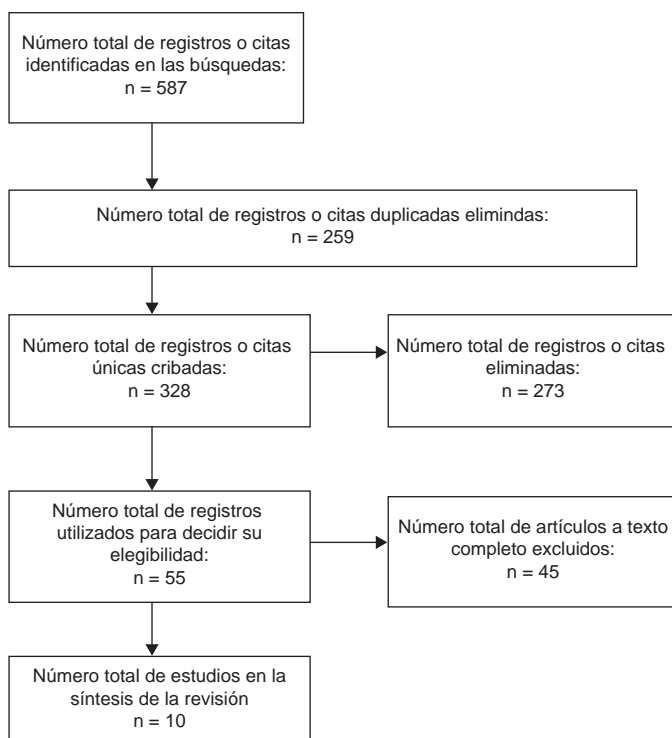 Número total de registros o citas
identificadas en las búsquedas:
n = 587
Número total de registros o citas duplicadas elimindas:
n = 259
Número total de registros o citas
únicas cribadas:
n = 328
Número total de registros o citas
eliminadas:
n = 273
Número total de registros
utilizados para decidir su
elegibilidad:
n = 55
Número total de artículos a texto
completo excluidos:
n = 45
Número total de estudios en la
síntesis de la revisión
n = 10